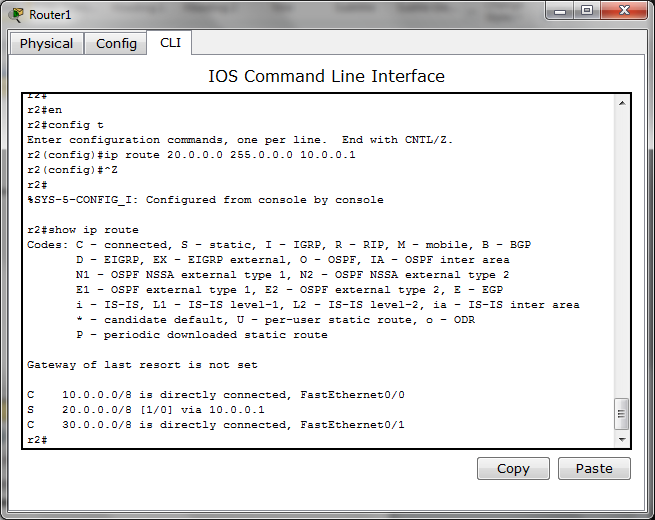 Router1
Physical Config CLI
IOS Command Line Interface
r2#
r2#en
r2#config t
Enter configuration commands, one per line.  End with CNTL/Z.
r2(config)#ip route 20.0.0.0 255.0.0.0 10.0.0.1
r2(config)#^Z
r2#
%SYS-5-CONFIG_I: Configured from console by console
r2#show ip route
Codes: C - connected, S - static, I - IGRP, R - RIP, M - mobile, B - BGP
D - EIGRP, EX - EIGRP external, O - OSPF, IA - OSPF inter area
N1 - OSPF NSSA external type 1, N2 - OSPF NSSA external type 2
E1 - OSPF external type 1, E2 - OSPF external type 2, E - EGP
i - IS-IS, L1 - IS-IS level-1, L2 - IS-IS level-2, ia - IS-IS inter area
* - candidate default, U - per-user static route, o - ODR
P - periodic downloaded static route
Gateway of last resort is not set
C    10.0.0.0/8 is directly connected, FastEthernet0/0
S    20.0.0.0/8 [1/0] via 10.0.0.1
C    30.0.0.0/8 is directly connected, FastEthernet0/1
r2#
Copy Paste